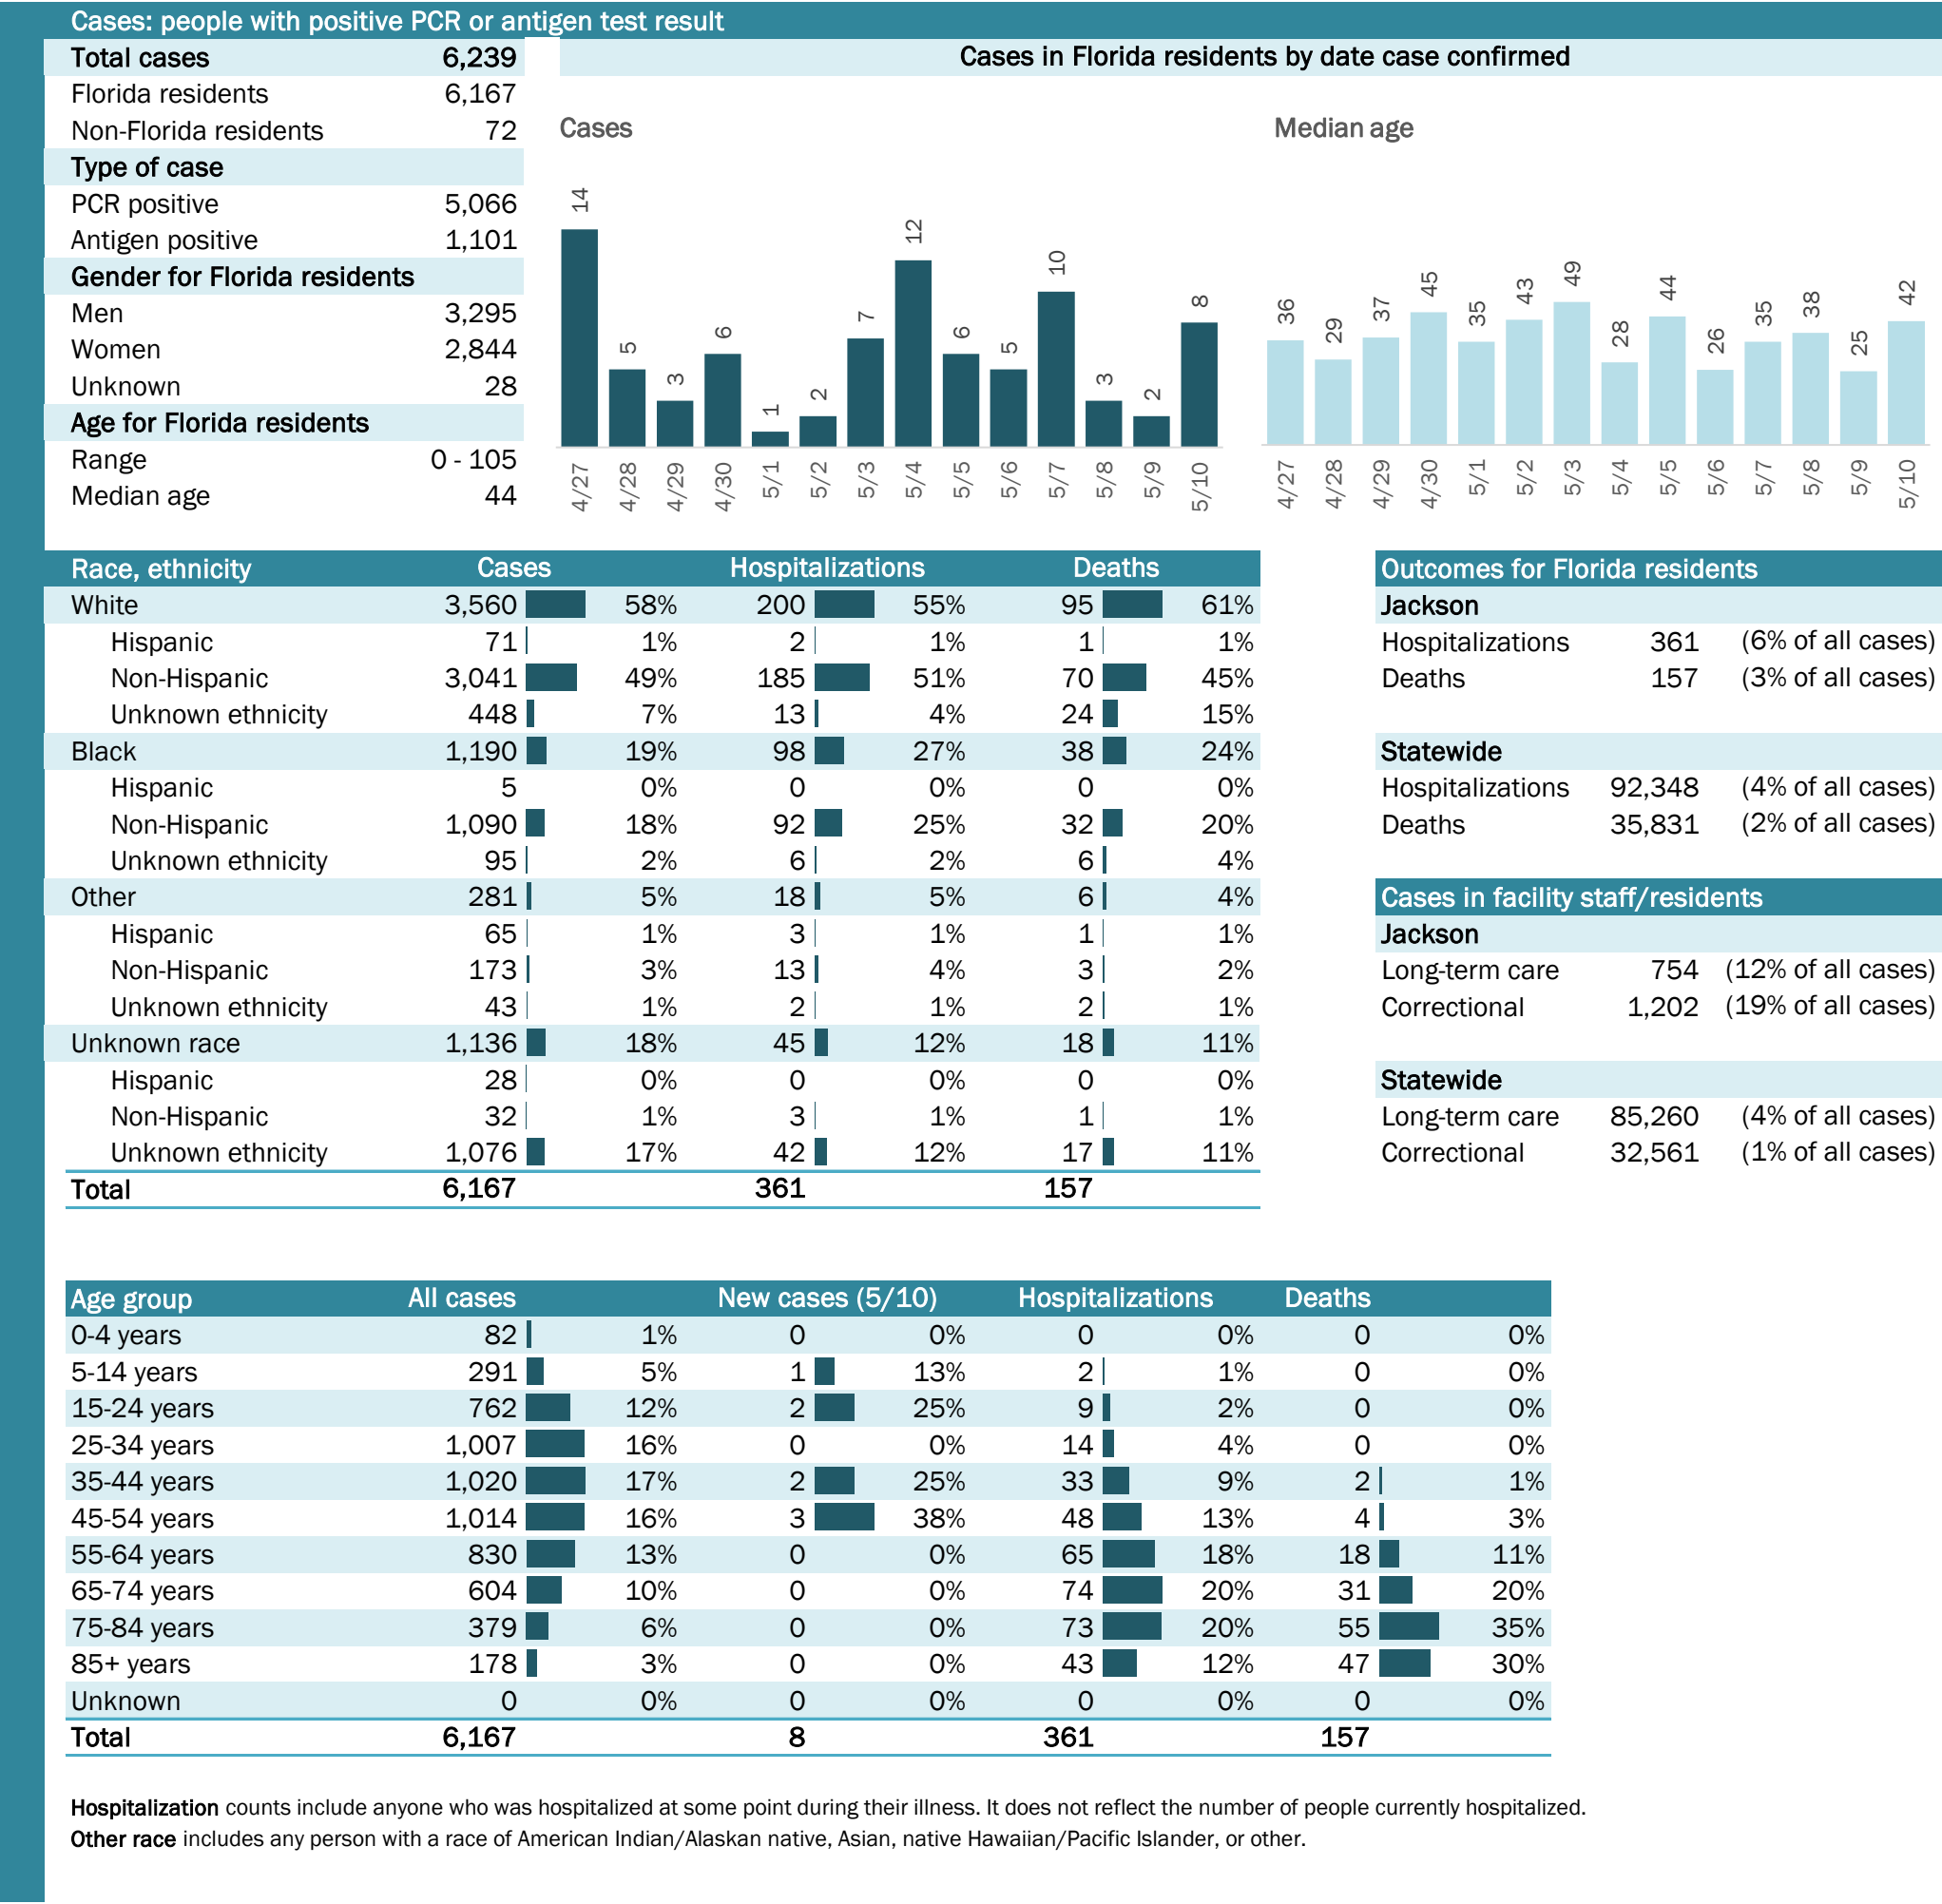 Cases: people with positive PCR or antigen test result
Total cases 6,239
Florida residents 6,167
Non-Florida residents 72
Type of case
PCR positive 5,066
Antigen positive 1,101
Gender for Florida residents
Men 3,295
Women 2,844
Unknown 28
Age for Florida residents
Range 0 - 105
Median age 44
Cases in Florida residents by date case confirmed
Cases
14 5 3 6 1 2 7 12 6 5 10 3 2 8
4/27 4/28 4/29 4/30 5/1 5/2 5/3 5/4 5/5 5/6 5/7 5/8 5/9 5/10
Median age
36 29 37 45 35 43 49 28 44 26 35 38 25 42
4/27 4/28 4/29 4/30 5/1 5/2 5/3 5/4 5/5 5/6 5/7 5/8 5/9 5/10
Race, ethnicity Cases Hospitalizations Deaths
White 3,560 58% 200 55% 95 61%
Hispanic 71 1% 2 1% 1 1%
Non-Hispanic 3,041 49% 185 51% 70 45%
Unknown ethnicity 448 7% 13 4% 24 15%
Black 1,190 19% 98 27% 38 24%
Hispanic 5 0% 0 0% 0 0%
Non-Hispanic 1,090 18% 92 25% 32 20%
Unknown ethnicity 95 2% 6 2% 6 4%
Other 281 5% 18 5% 6 4%
Hispanic 65 1% 3 1% 1 1%
Non-Hispanic 173 3% 13 4% 3 2%
Unknown ethnicity 43 1% 2 1% 2 1%
Unknown race 1,136 18% 45 12% 18 11%
Hispanic 28 0% 0 0% 0 0%
Non-Hispanic 32 1% 3 1% 1 1%
Unknown ethnicity 1,076 17% 42 12% 17 11%
Total 6,167 361 157
Outcomes for Florida residents
Jackson
Hospitalizations 361 (6% of all cases)
Deaths 157 (3% of all cases)
Statewide
Hospitalizations 92,348 (4% of all cases)
Deaths 35,831 (2% of all cases)
Cases in facility staff/residents
Jackson
Long-term care 754 (12% of all cases)
Correctional 1,202 (19% of all cases)
Statewide
Long-term care 85,260 (4% of all cases)
Correctional 32,561 (1% of all cases)
Age group All cases New cases (5/10) Hospitalizations Deaths
0-4 years 82 1% 0 0% 0 0% 0 0%
5-14 years 291 5% 1 13% 2 1% 0 0%
15-24 years 762 12% 2 25% 9 2% 0 0%
25-34 years 1,007 16% 0 0% 14 4% 0 0%
35-44 years 1,020 17% 2 25% 33 9% 2 1%
45-54 years 1,014 16% 3 38% 48 13% 4 3%
55-64 years 830 13% 0 0% 65 18% 18 11%
65-74 years 604 10% 0 0% 74 20% 31 20%
75-84 years 379 6% 0 0% 73 20% 55 35%
85+ years 178 3% 0 0% 43 12% 47 30%
Unknown 0 0% 0 0% 0 0% 0 0%
Total 6,167 8 361 157
Hospitalization counts include anyone who was hospitalized at some point during their illness. It does not reflect the number of people currently hospitalized.
Other race includes any person with a race of American Indian/Alaskan native, Asian, native Hawaiian/Pacific Islander, or other.